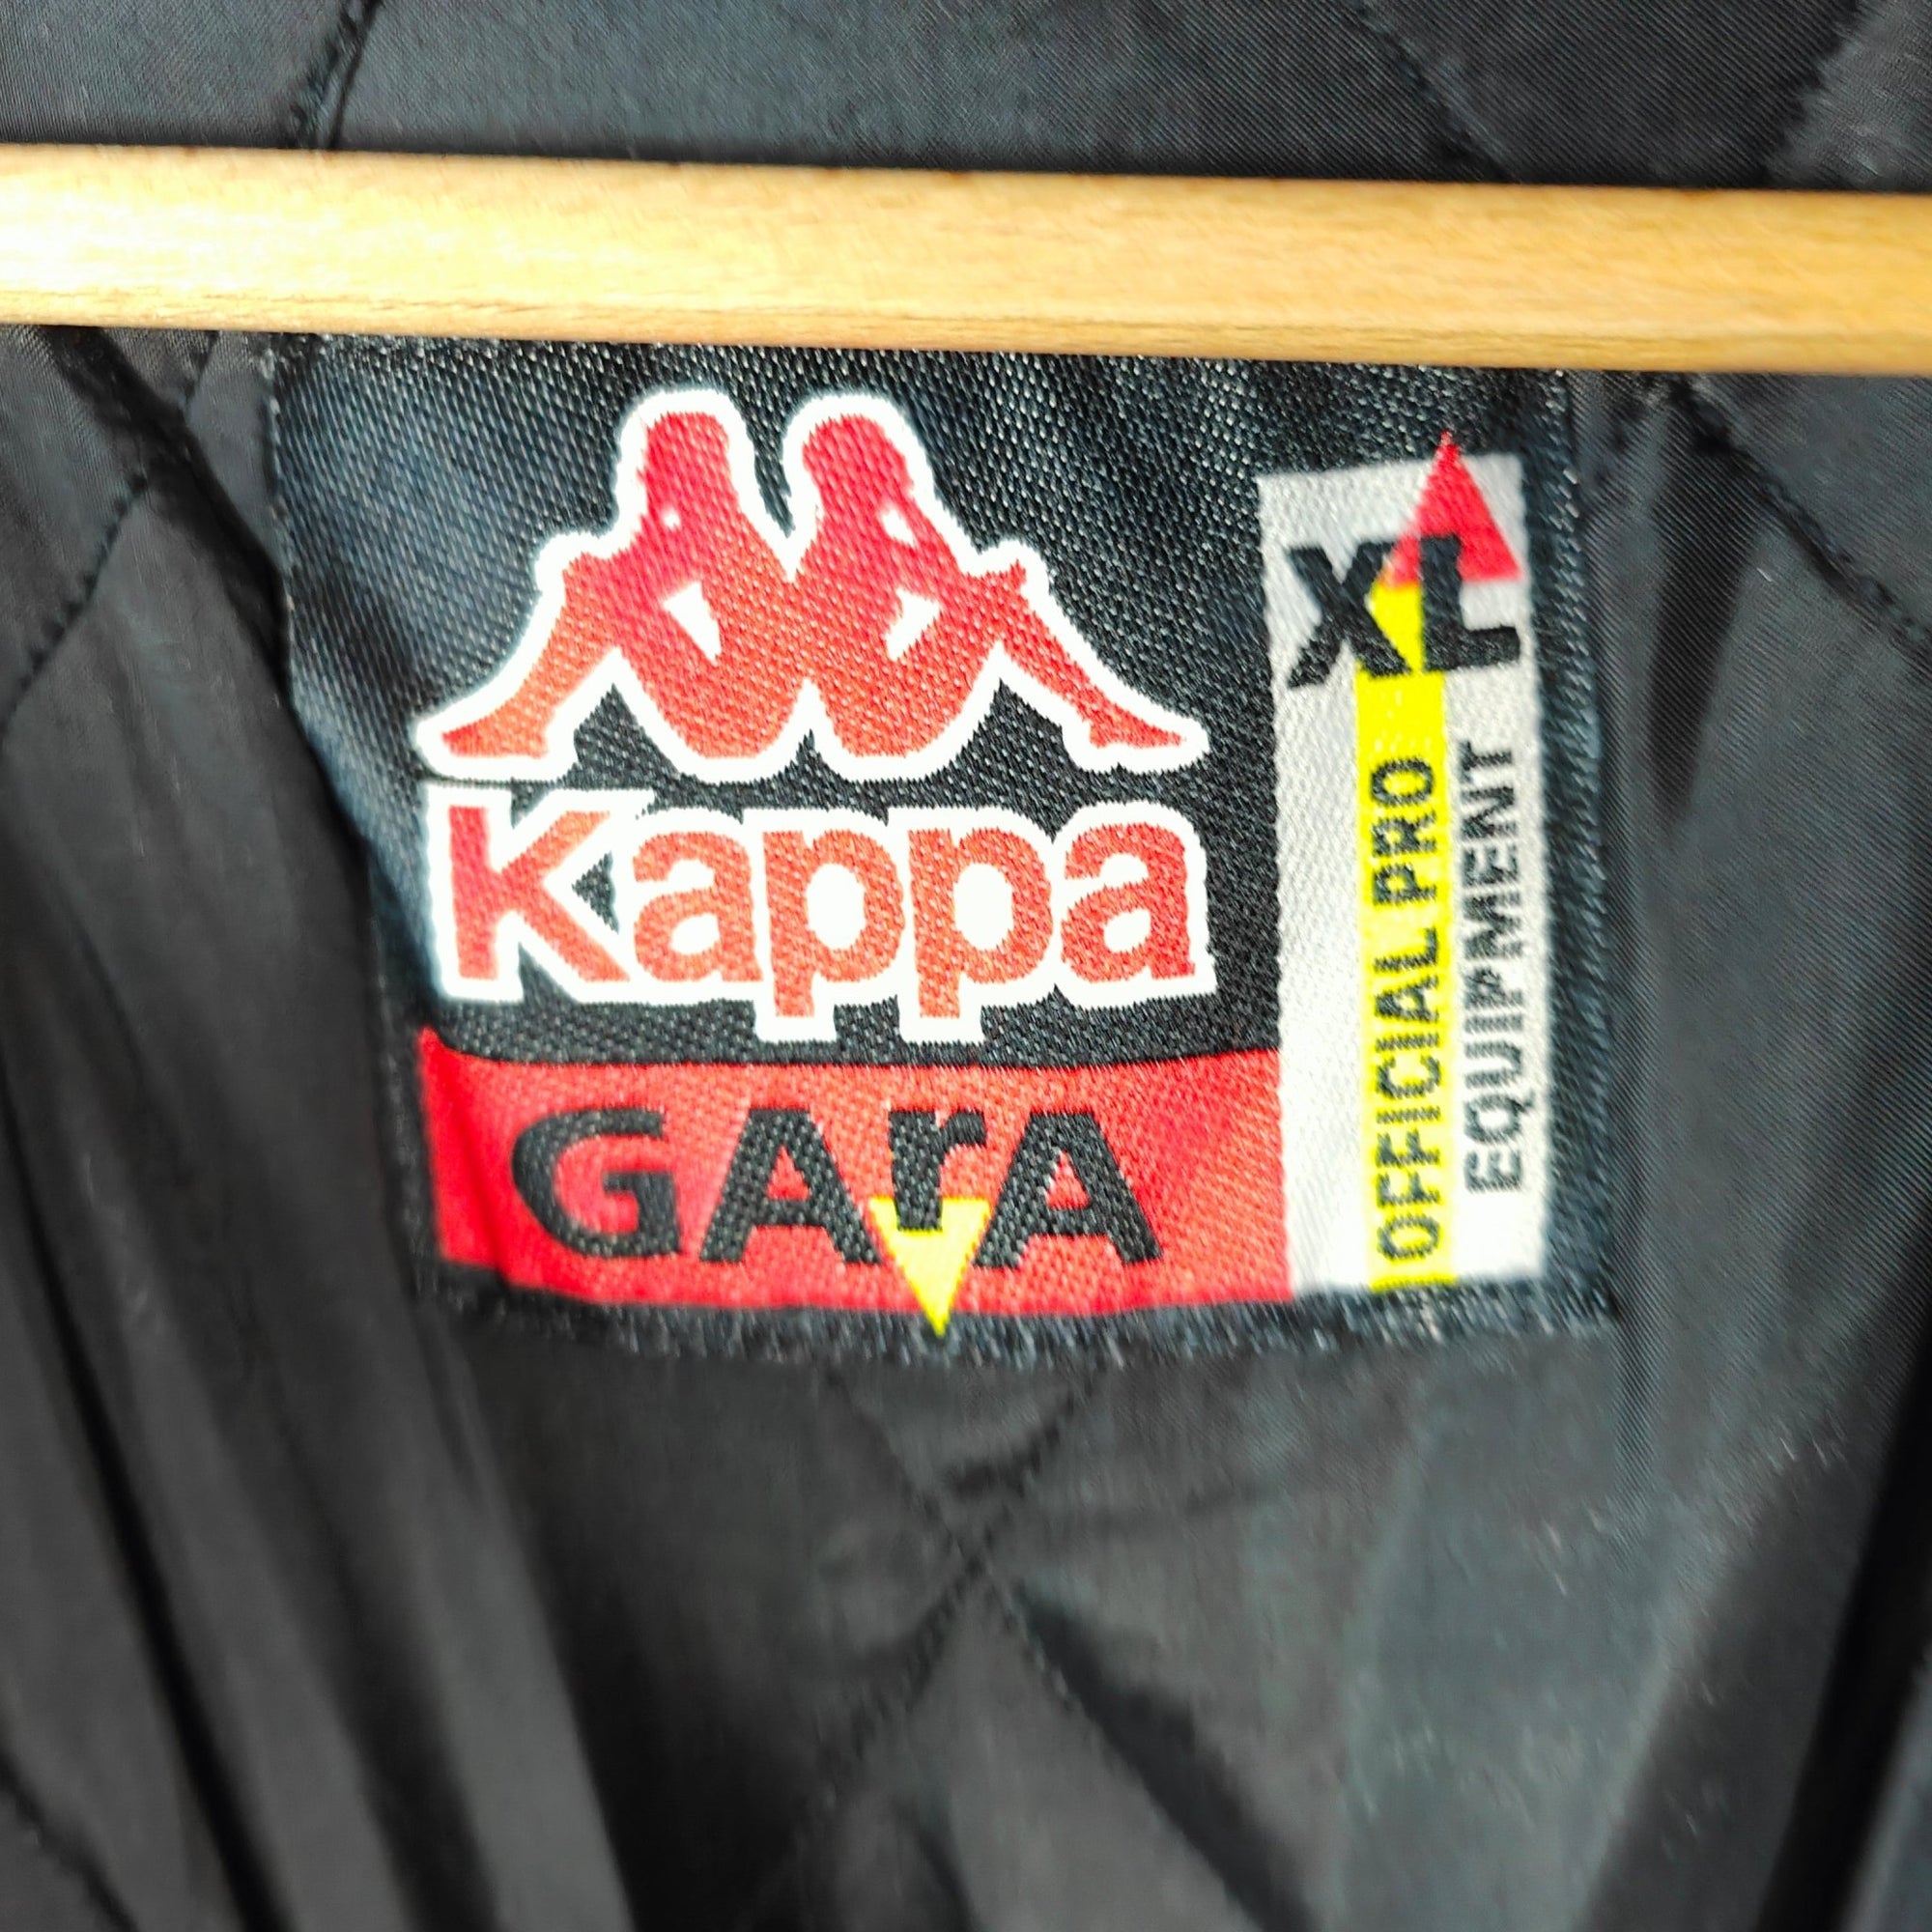 Kappa
GArA
XL
OFFICIAL PRO
EQUIPMENT